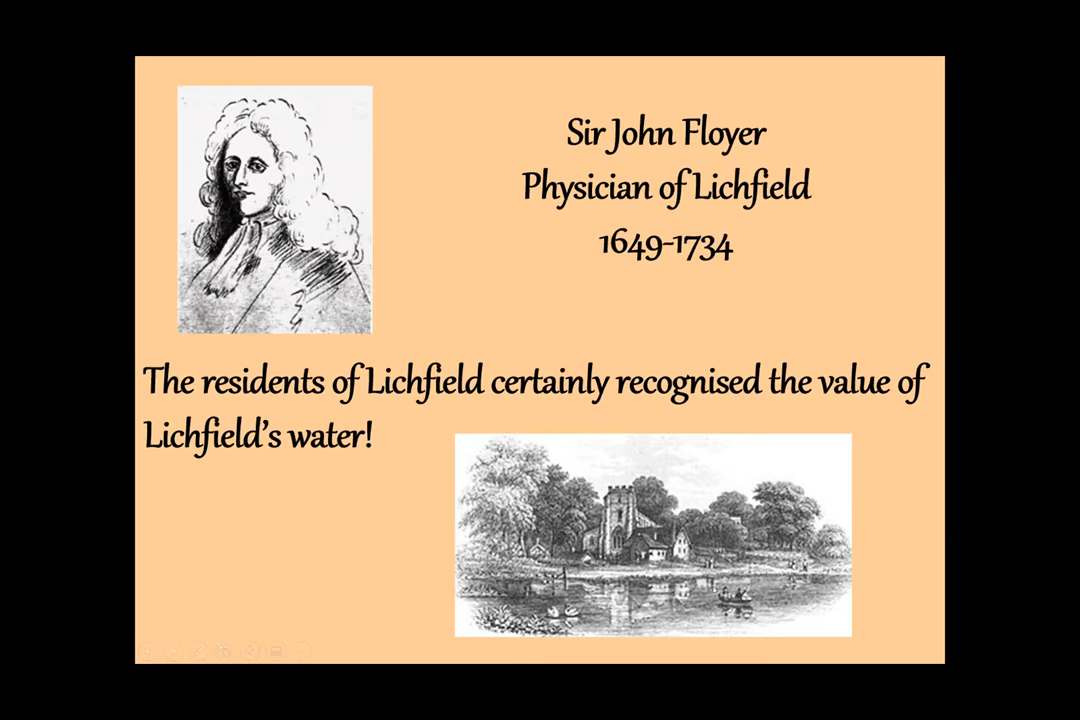 Sir John Floyer
Physician of Lichfield
1649-1734
The residents of Lichfield certainly recognised the value of
Lichfield's water!